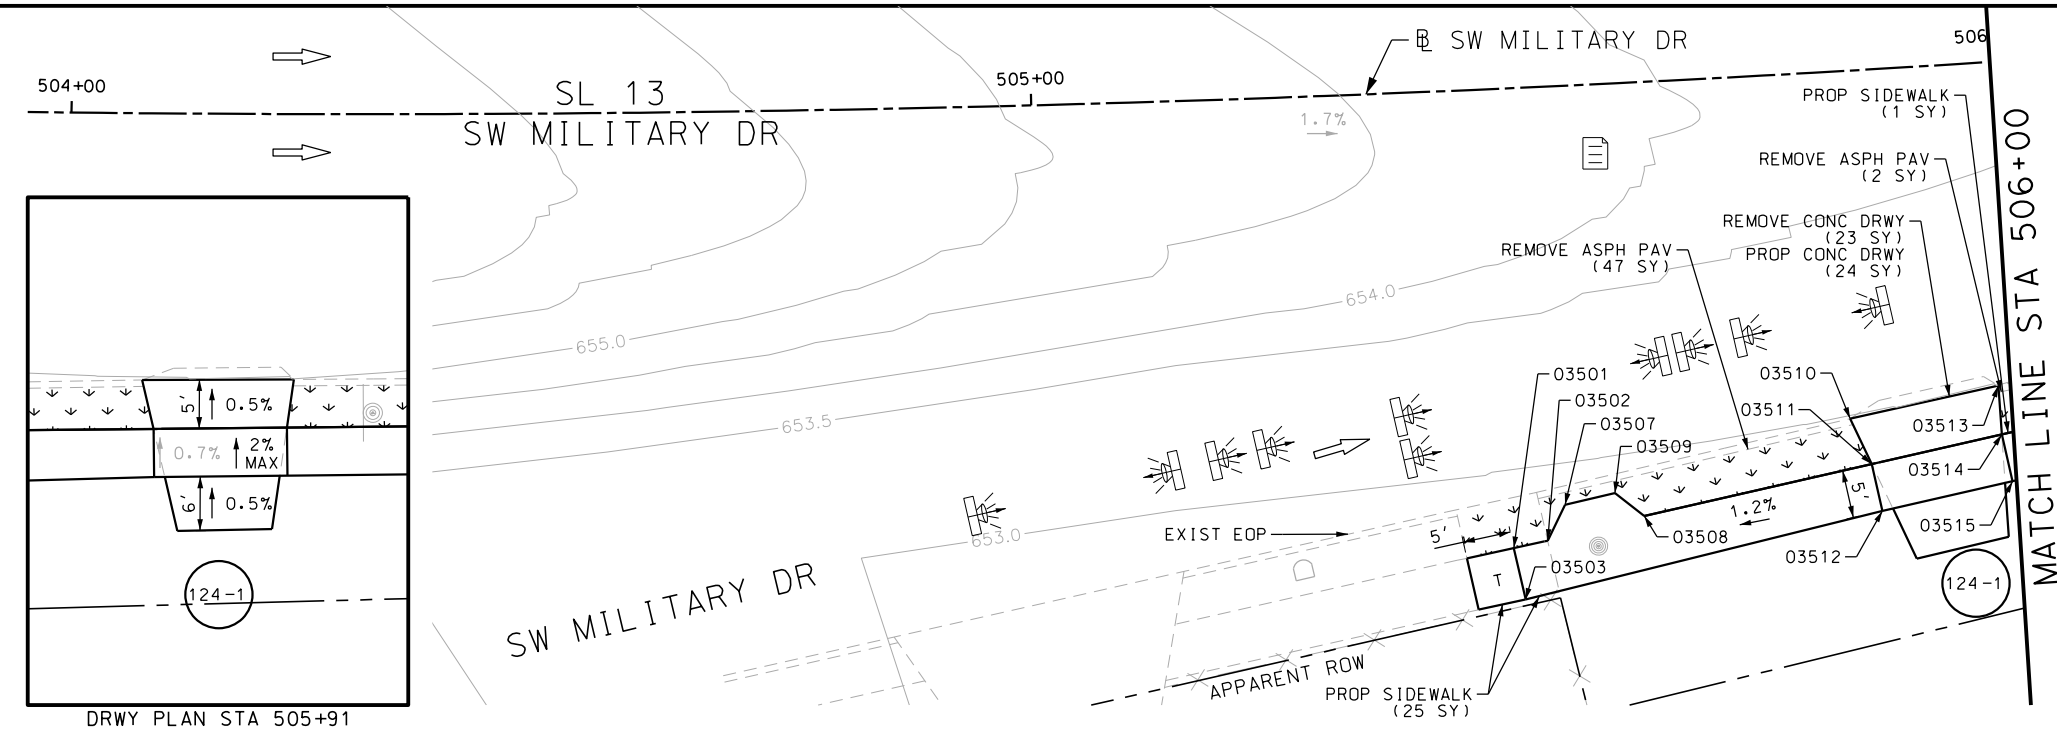 504+00
SL 13
SW MILITARY DR
505+00
℄ SW MILITARY DR
506
1.7%
PROP SIDEWALK
(1 SY)
REMOVE ASPH PAV
(2 SY)
REMOVE CONC DRWY
(23 SY)
PROP CONC DRWY
(24 SY)
REMOVE ASPH PAV
(47 SY)
MATCH LINE STA 506+00
655.0
654.0
653.5
653.0
03501
03502
03507
03509
03510
03511
03513
03514
03515
03508
03512
03503
5'
1.2%
5'
T
EXIST EOP
124-1
SW MILITARY DR
APPARENT ROW
PROP SIDEWALK
(25 SY)
5'
0.5%
0.7%
2%
MAX
6'
0.5%
124-1
DRWY PLAN STA 505+91